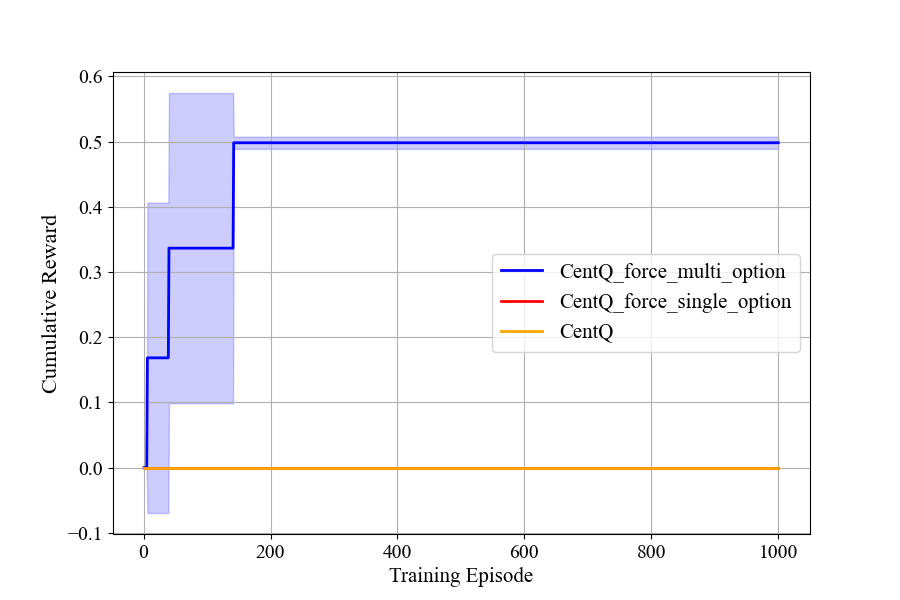 0.6
0.5
0.4
0.3
0.2
0.1
0.0
−0.1
Cumulative Reward
CentQ_force_multi_option
CentQ_force_single_option
CentQ
0 200 400 600 800 1000
Training Episode